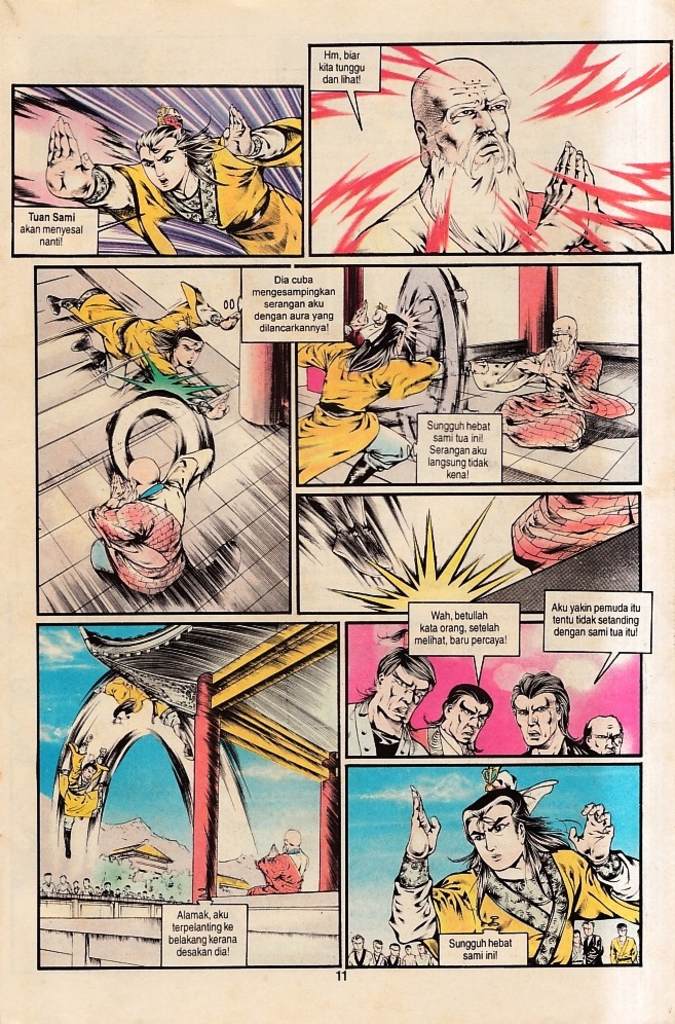 Tuan Sami
akan menyesal
nanti!
Hm, biar
kita tunggu
dan lihat!
Dia cuba
mengesampingkan
serangan aku
dengan aura yang
dilancarkannya!
Sungguh hebat
sami tua ini!
Serangan aku
langsung tidak
kena!
Wah, betullah
kata orang, setelah
melihat, baru percaya!
Aku yakin pemuda itu
tentu tidak setanding
dengan sami tua itu!
Alamak, aku
terpelanting ke
belakang kerana
desakan dia!
Sungguh hebat
sami ini!
11